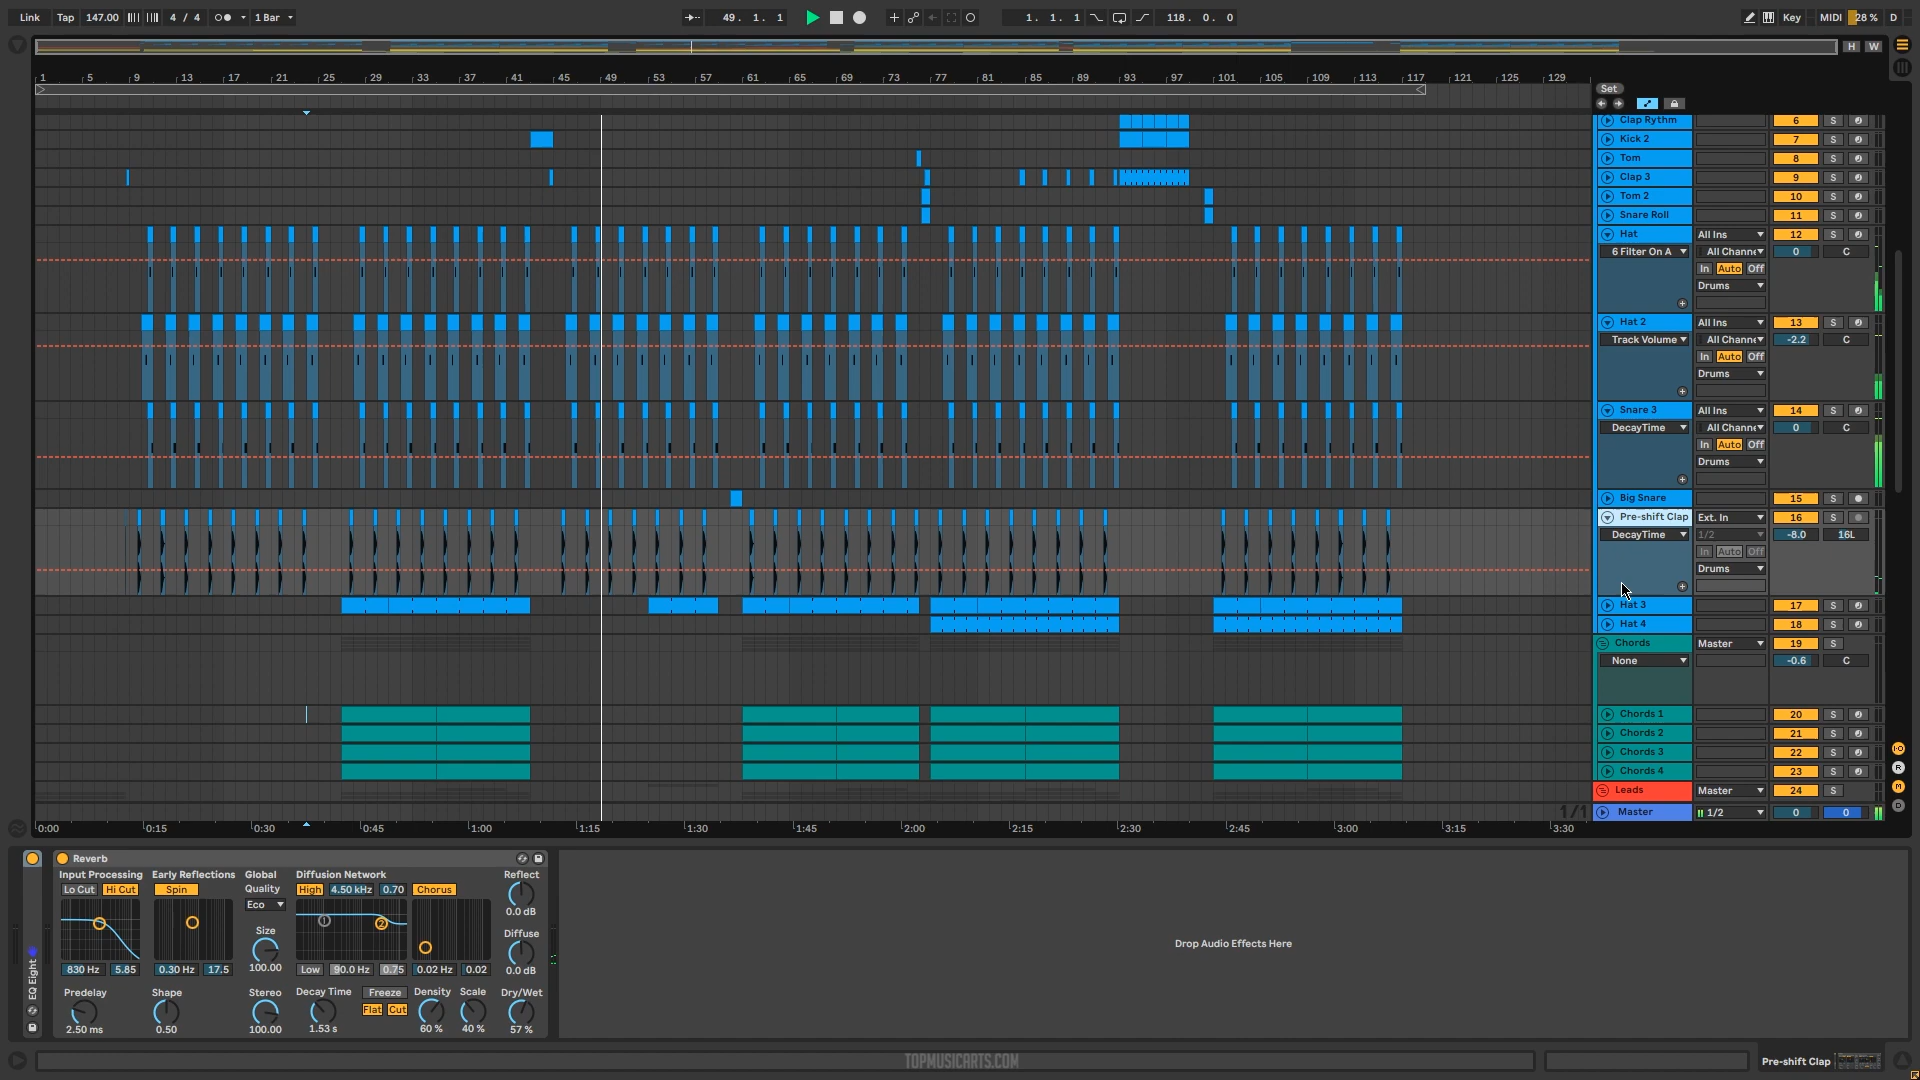 Link Tap 147.00 4 / 4 1 Bar 49. 1. 1 1. 1. 1 118. 0. 0 Key MIDI 28 % D
H W
1 5 9 13 17 21 25 29 33 37 41 45 49 53 57 61 65 69 73 77 81 85 89 93 97 101 105 109 113 117 121 125 129
Set
Clap Rythm 6 S
Kick 2 7 S
Tom 8 S
Clap 3 9 S
Tom 2 10 S
Snare Roll 11 S
Hat All Ins 12 S
6 Filter On A All Channe 0 C
In Auto Off
Drums
Hat 2 All Ins 13 S
Track Volume All Channe -2.2 C
In Auto Off
Drums
Snare 3 All Ins 14 S
DecayTime All Channe 0 C
In Auto Off
Drums
Big Snare 15 S
Pre-shift Clap Ext. In 16 S
DecayTime 1/2 -8.0 16L
In Auto Off
Drums
Hat 3 17 S
Hat 4 18 S
Chords Master 19 S
None -0.6 C
Chords 1 20 S
Chords 2 21 S
Chords 3 22 S
Chords 4 23 S
Leads Master 24 S
1/1 Master 1/2 0 0
I·O
R
M
D
0:00 0:15 0:30 0:45 1:00 1:15 1:30 1:45 2:00 2:15 2:30 2:45 3:00 3:15 3:30
EQ Eight
Reverb
Input Processing Early Reflections Global Diffusion Network Reflect
Lo Cut Hi Cut Spin Quality High 4.50 kHz 0.70 Chorus
Eco 0.0 dB
Size Diffuse
830 Hz 5.85 0.30 Hz 17.5 100.00 Low 90.0 Hz 0.75 0.02 Hz 0.02 0.0 dB
Predelay Shape Stereo Decay Time Freeze Density Scale Dry/Wet
Flat Cut
2.50 ms 0.50 100.00 1.53 s 60 % 40 % 57 %
Drop Audio Effects Here
TOPMUSICARTS.COM
Pre-shift Clap